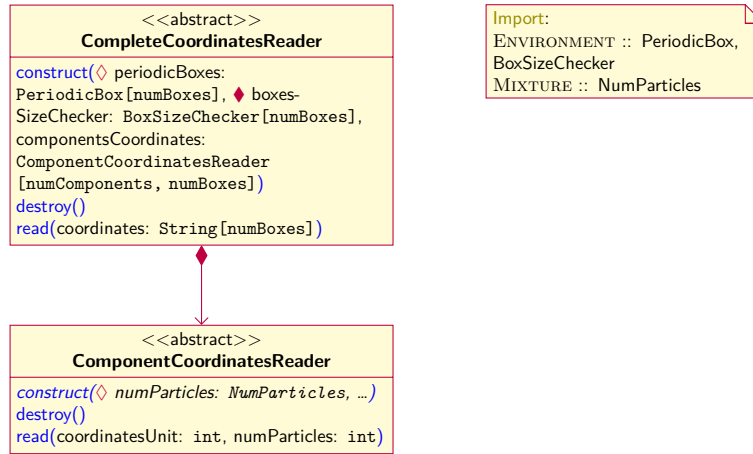 <<abstract>>
CompleteCoordinatesReader
construct(♢ periodicBoxes:
PeriodicBox[numBoxes], ♦ boxes-
SizeChecker: BoxSizeChecker[numBoxes],
componentsCoordinates:
ComponentCoordinatesReader
[numComponents, numBoxes])
destroy()
read(coordinates: String[numBoxes])
<<abstract>>
ComponentCoordinatesReader
construct(♢ numParticles: NumParticles, …)
destroy()
read(coordinatesUnit: int, numParticles: int)
Import:
ENVIRONMENT :: PeriodicBox,
BoxSizeChecker
MIXTURE :: NumParticles